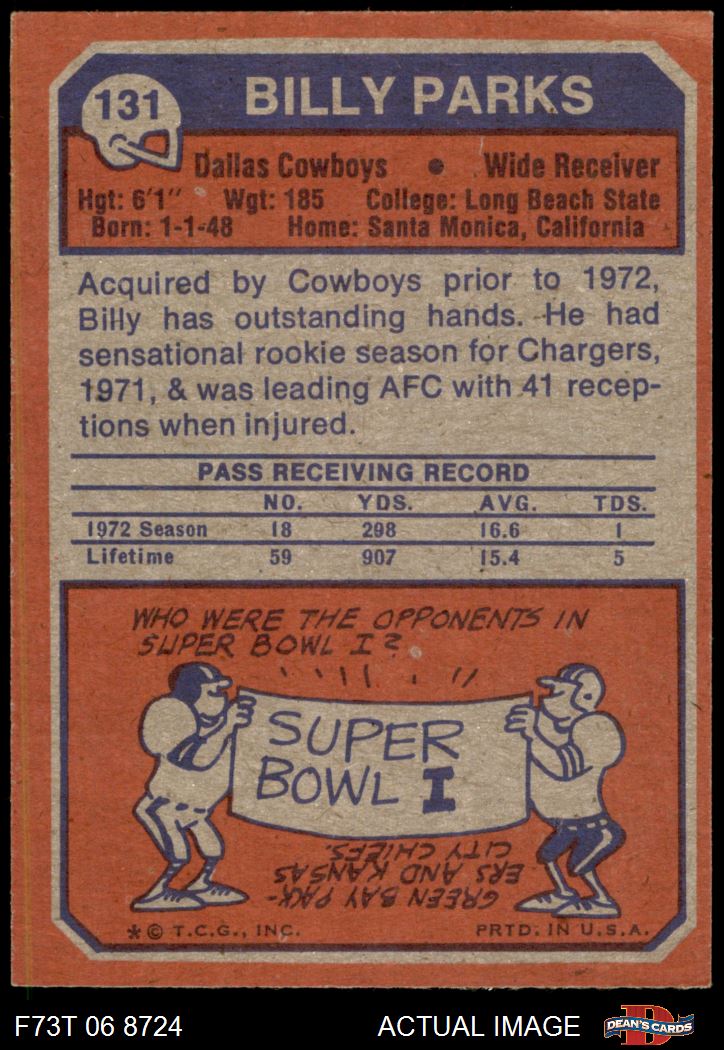 131
BILLY PARKS
Dallas Cowboys • Wide Receiver
Hgt: 6'1" Wgt: 185 College: Long Beach State
Born: 1-1-48 Home: Santa Monica, California
Acquired by Cowboys prior to 1972,
Billy has outstanding hands. He had
sensational rookie season for Chargers,
1971, & was leading AFC with 41 recep-
tions when injured.
PASS RECEIVING RECORD
NO. YDS. AVG. TDS.
1972 Season 18 298 16.6 1
Lifetime 59 907 15.4 5
WHO WERE THE OPPONENTS IN
SUPER BOWL I?
SUPER
BOWL I
GREEN BAY PACK-
ERS AND KANSAS
CITY CHIEFS.
* © T.C.G., INC. PRTD. IN U.S.A.
F73T 06 8724 ACTUAL IMAGE
D
DEAN'S CARDS